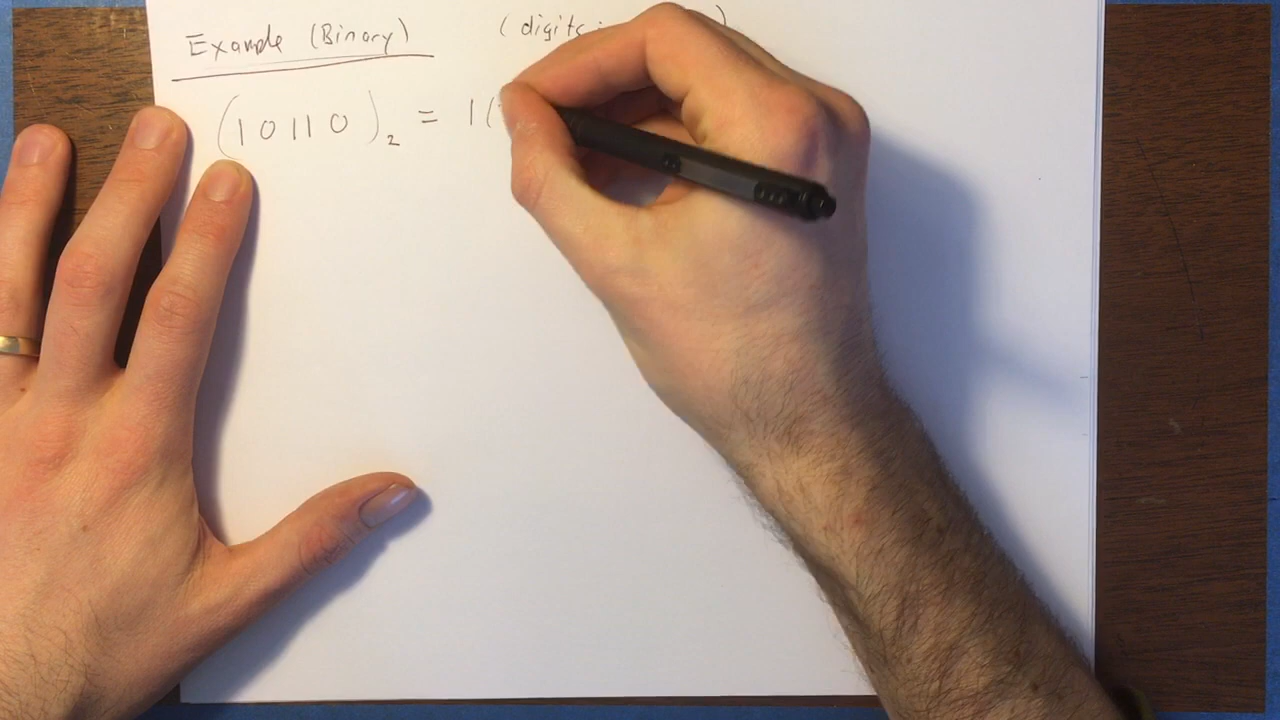 Example (Binary) (digits )
(10110)₂ = 1(